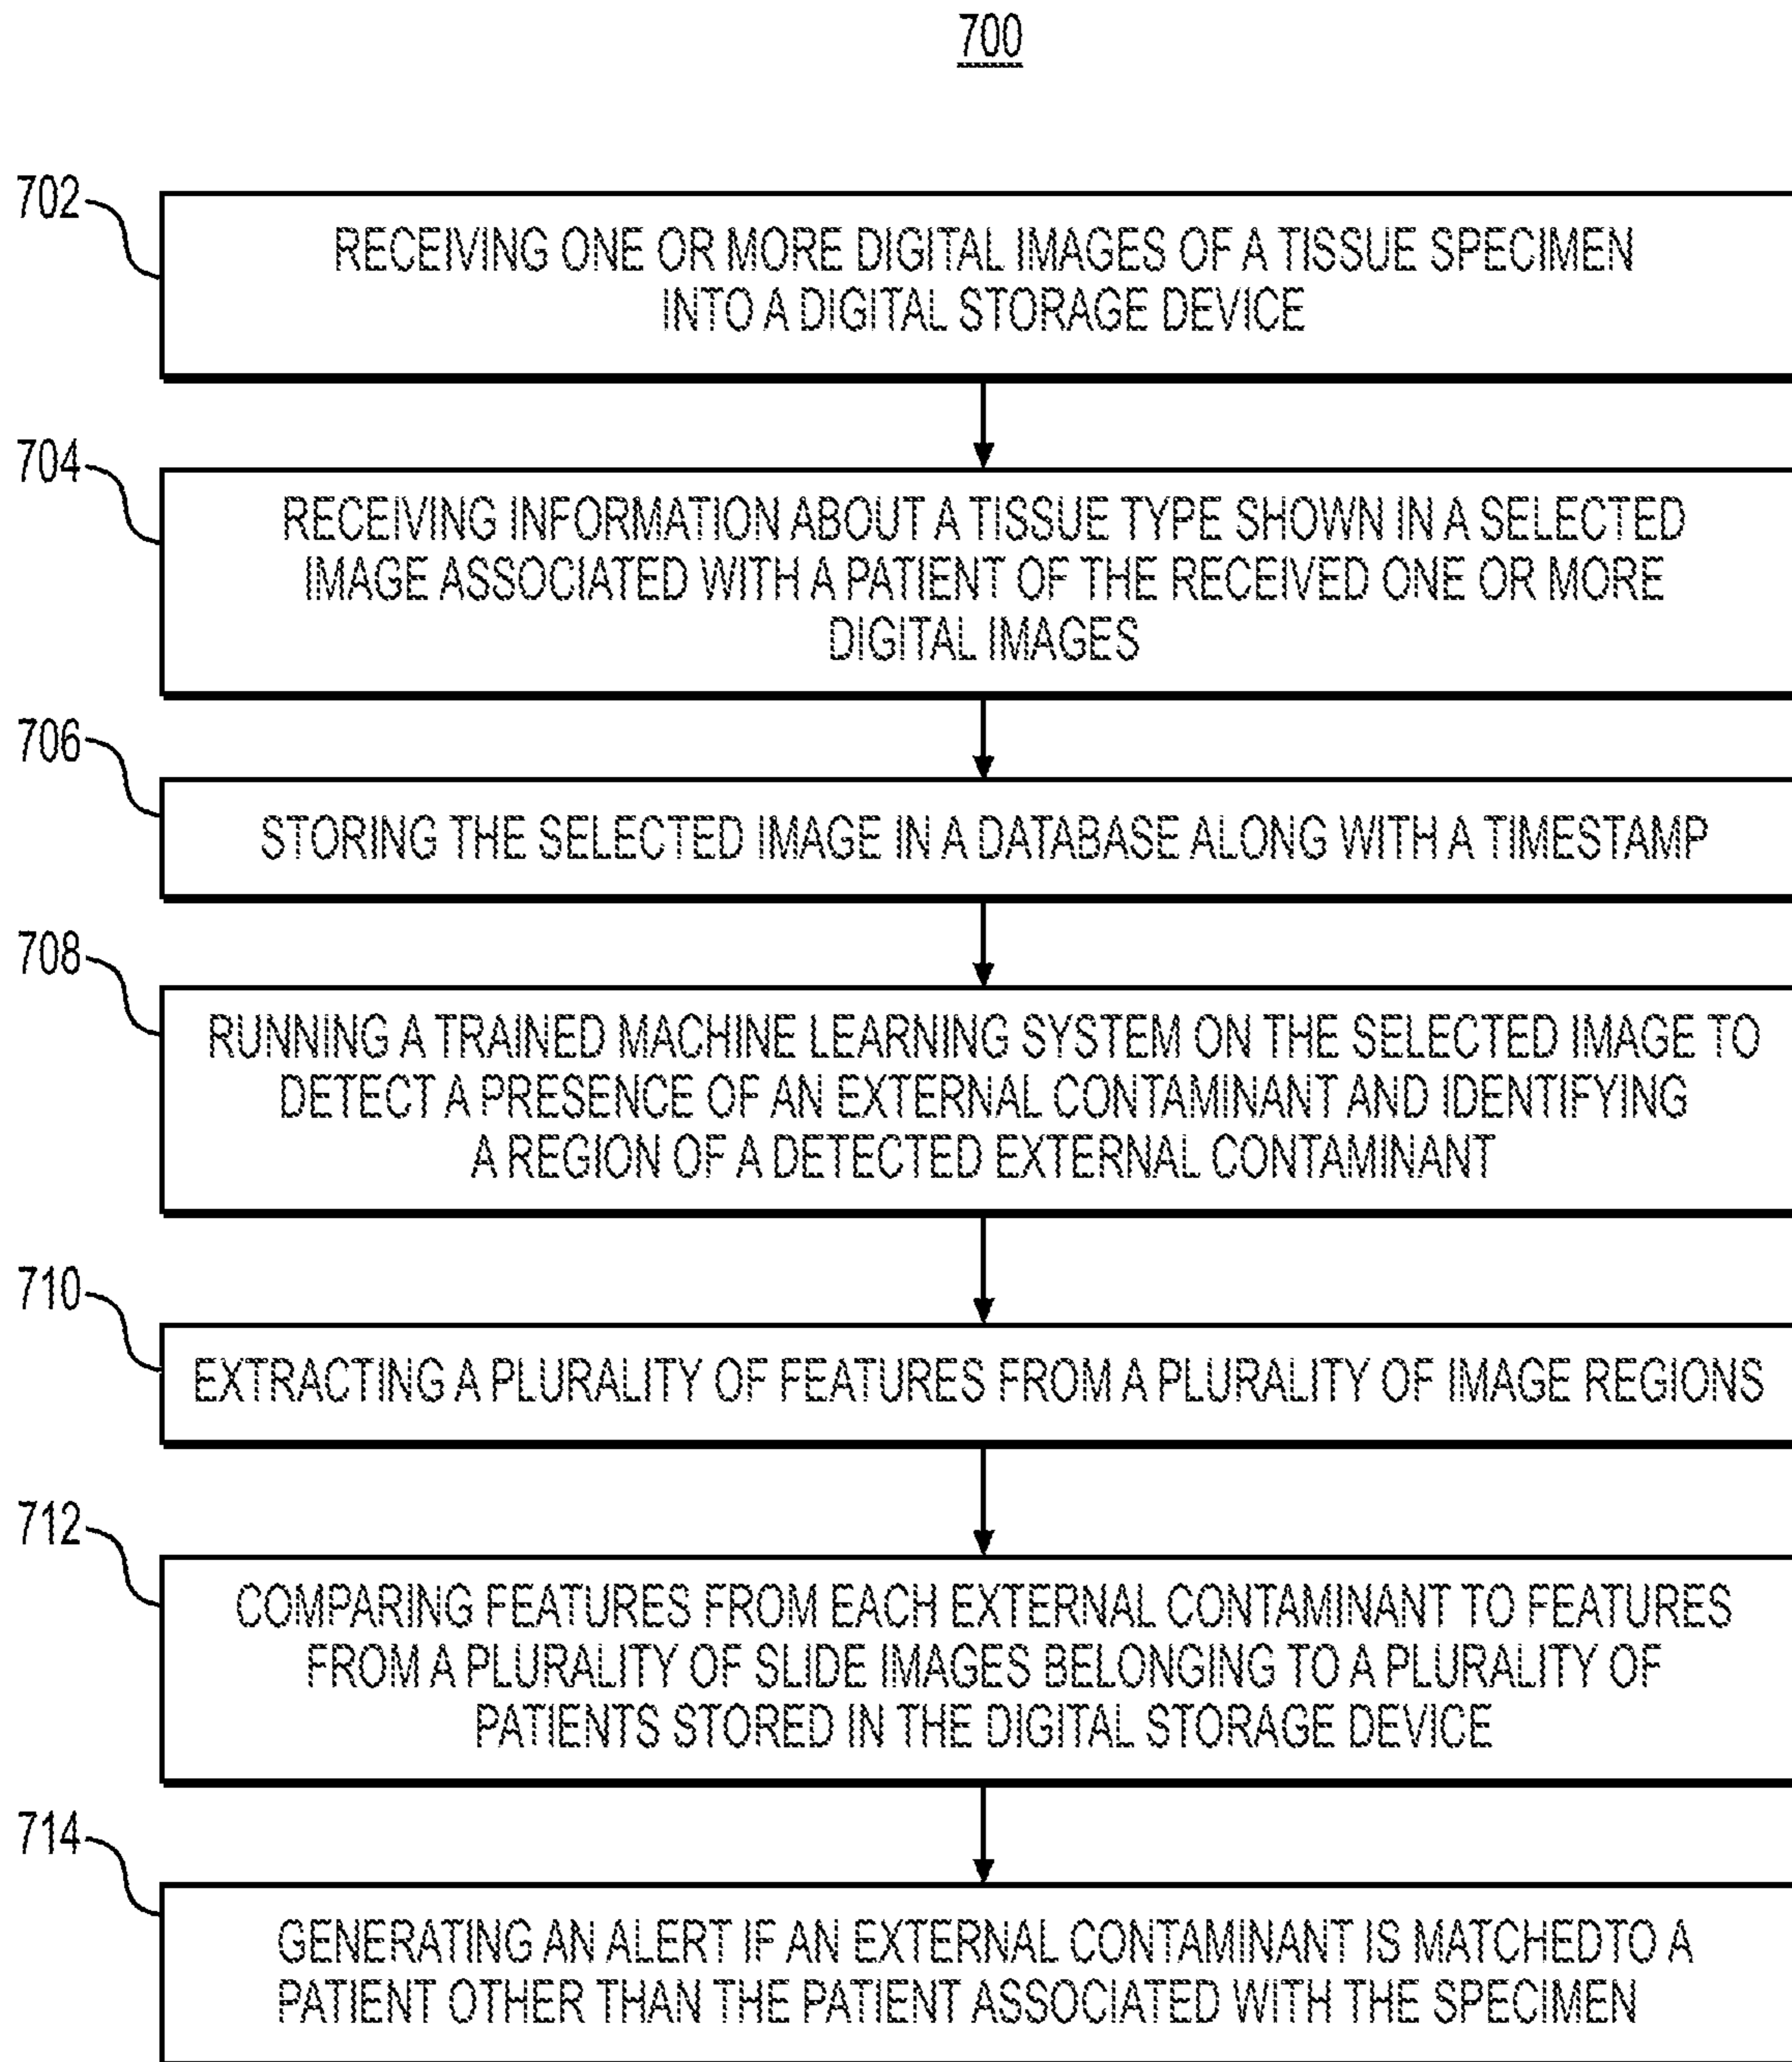 700
702
RECEIVING ONE OR MORE DIGITAL IMAGES OF A TISSUE SPECIMEN
INTO A DIGITAL STORAGE DEVICE
704
RECEIVING INFORMATION ABOUT A TISSUE TYPE SHOWN IN A SELECTED
IMAGE ASSOCIATED WITH A PATIENT OF THE RECEIVED ONE OR MORE
DIGITAL IMAGES
706
STORING THE SELECTED IMAGE IN A DATABASE ALONG WITH A TIMESTAMP
708
RUNNING A TRAINED MACHINE LEARNING SYSTEM ON THE SELECTED IMAGE TO
DETECT A PRESENCE OF AN EXTERNAL CONTAMINANT AND IDENTIFYING
A REGION OF A DETECTED EXTERNAL CONTAMINANT
710
EXTRACTING A PLURALITY OF FEATURES FROM A PLURALITY OF IMAGE REGIONS
712
COMPARING FEATURES FROM EACH EXTERNAL CONTAMINANT TO FEATURES
FROM A PLURALITY OF SLIDE IMAGES BELONGING TO A PLURALITY OF
PATIENTS STORED IN THE DIGITAL STORAGE DEVICE
714
GENERATING AN ALERT IF AN EXTERNAL CONTAMINANT IS MATCHEDTO A
PATIENT OTHER THAN THE PATIENT ASSOCIATED WITH THE SPECIMEN